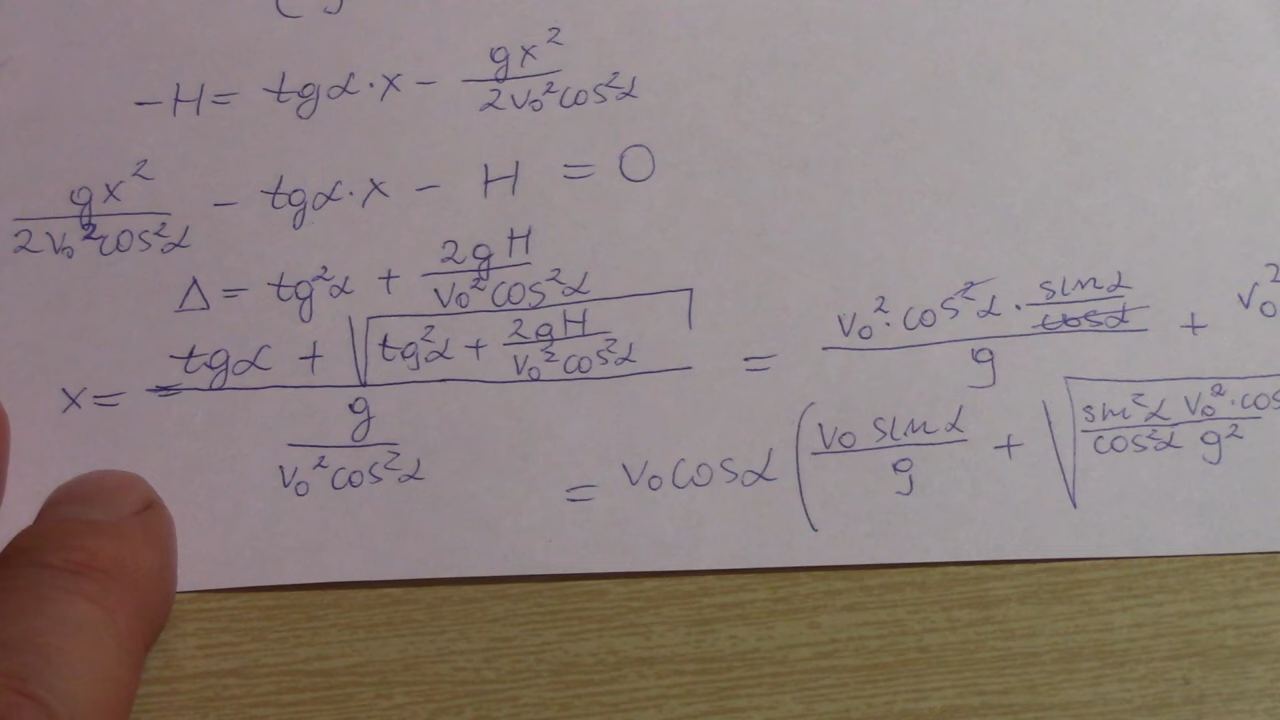 -H = tgα·x - gx²/2v₀²cos²α
gx²/2v₀²cos²α - tgα·x - H = 0
Δ = tg²α + 2gH/v₀²cos²α
x = (tgα + √(tg²α + 2gH/v₀²cos²α))/(g/v₀²cos²α) = (v₀²·cos²α · sinα/cosα)/g + v₀²
= v₀cosα (v₀ sinα/g + √(sin²α v₀²·cos/cos²α g²